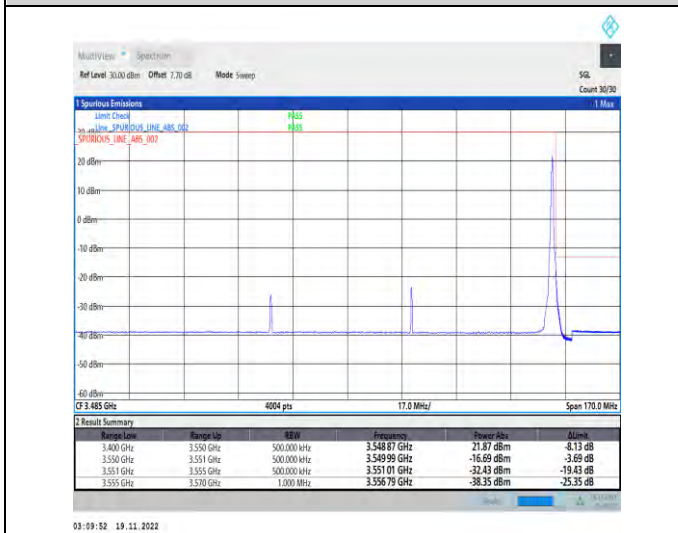 MultiView Spectrum
Ref Level 30.00 dBm Offset 7.70 dB Mode Sweep SGL
Count 30/30
1 Spurious Emissions 1 Max
Limit Check PASS
Line _SPURIOUS_LINE_ABS_002 PASS
_SPURIOUS_LINE_ABS_002
20 dBm
10 dBm
0 dBm
-10 dBm
-20 dBm
-30 dBm
-40 dBm
-50 dBm
-60 dBm
CF 3.485 GHz 4004 pts 17.0 MHz/ Span 170.0 MHz
2 Result Summary
Range Low Range Up RBW Frequency Power Abs ΔLimit
3.400 GHz 3.550 GHz 500.000 kHz 3.548 87 GHz 21.87 dBm -8.13 dB
3.550 GHz 3.551 GHz 500.000 kHz 3.549 99 GHz -16.69 dBm -3.69 dB
3.551 GHz 3.555 GHz 500.000 kHz 3.551 01 GHz -32.43 dBm -19.43 dB
3.555 GHz 3.570 GHz 1.000 MHz 3.556 79 GHz -38.35 dBm -25.35 dB
03:09:52 19.11.2022